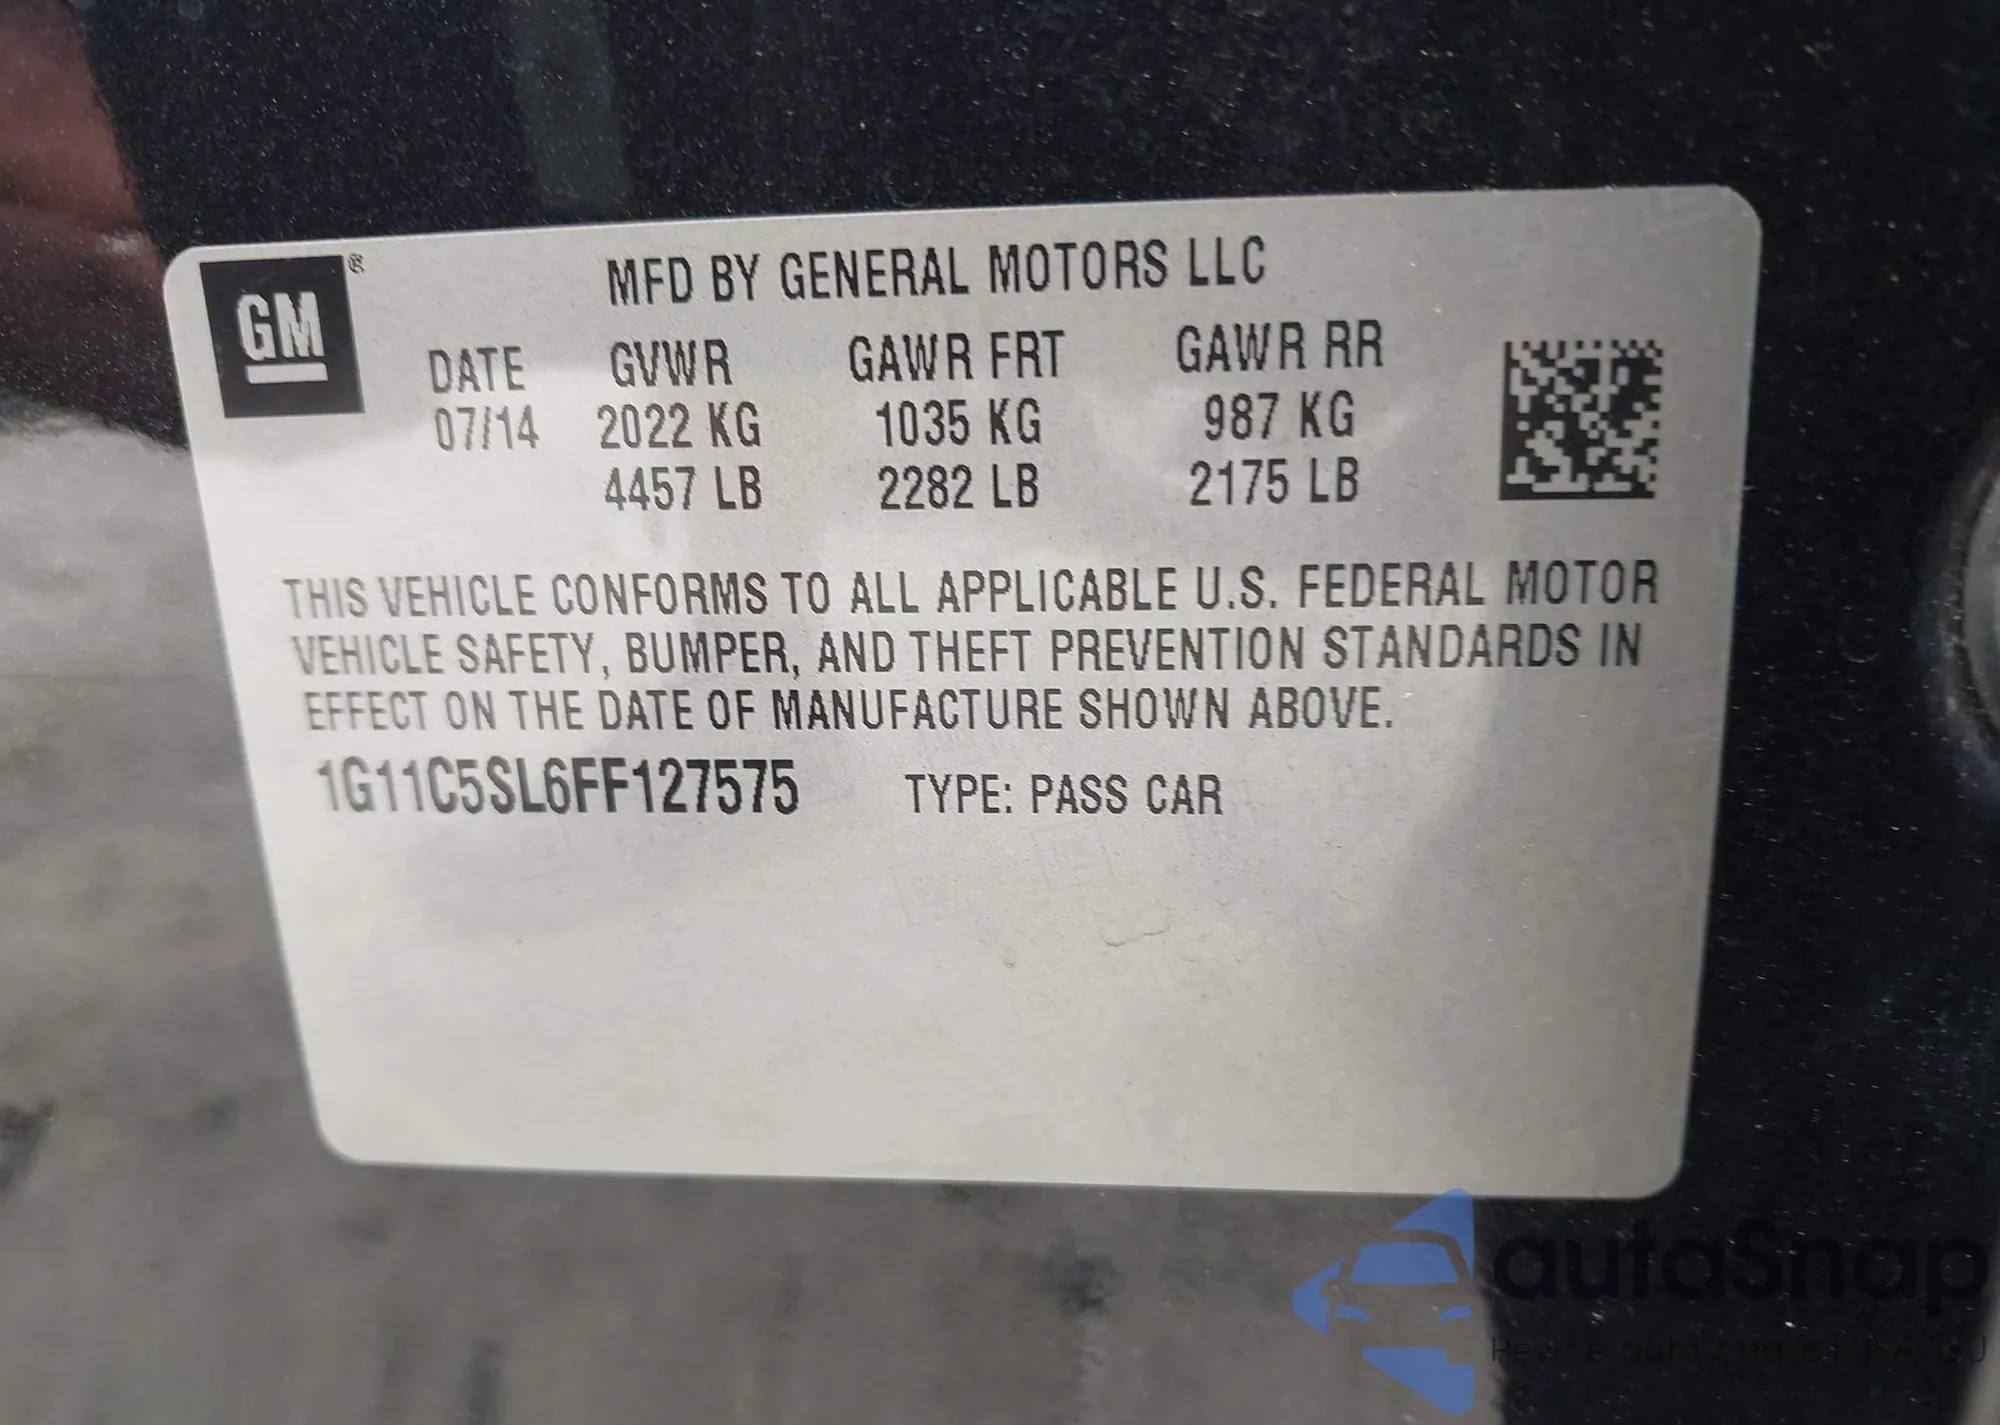 GM®
MFD BY GENERAL MOTORS LLC
DATE GVWR GAWR FRT GAWR RR
07/14 2022 KG 1035 KG 987 KG
4457 LB 2282 LB 2175 LB
THIS VEHICLE CONFORMS TO ALL APPLICABLE U.S. FEDERAL MOTOR
VEHICLE SAFETY, BUMPER, AND THEFT PREVENTION STANDARDS IN
EFFECT ON THE DATE OF MANUFACTURE SHOWN ABOVE.
1G11C5SL6FF127575 TYPE: PASS CAR
autaSnap